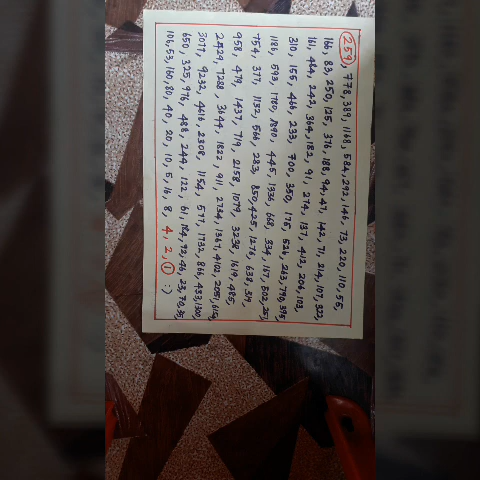 259, 778, 389, 1168, 584, 292, 146, 73, 220, 110, 55,
166, 83, 250, 125, 376, 188, 94, 47, 142, 71, 214, 107, 322,
161, 484, 242, 364, 182, 91, 274, 137, 412, 206, 103,
310, 155, 466, 233, 700, 350, 175, 526, 263, 790, 395,
1186, 593, 1780, 890, 445, 1336, 668, 334, 167, 502, 251,
754, 377, 1132, 566, 283, 850, 425, 1276, 638, 319,
958, 479, 1437, 719, 2158, 1079, 3238, 1619, 485,
2424, 7288, 3644, 1822, 911, 2734, 1367, 4102, 2051, 6154,
3077, 9232, 4616, 2308, 1154, 577, 1732, 866, 433, 1300,
650, 325, 976, 488, 244, 122, 61, 184, 92, 46, 23, 70, 35,
106, 53, 160, 80, 40, 20, 10, 5, 16, 8, 4, 2, 1 :)